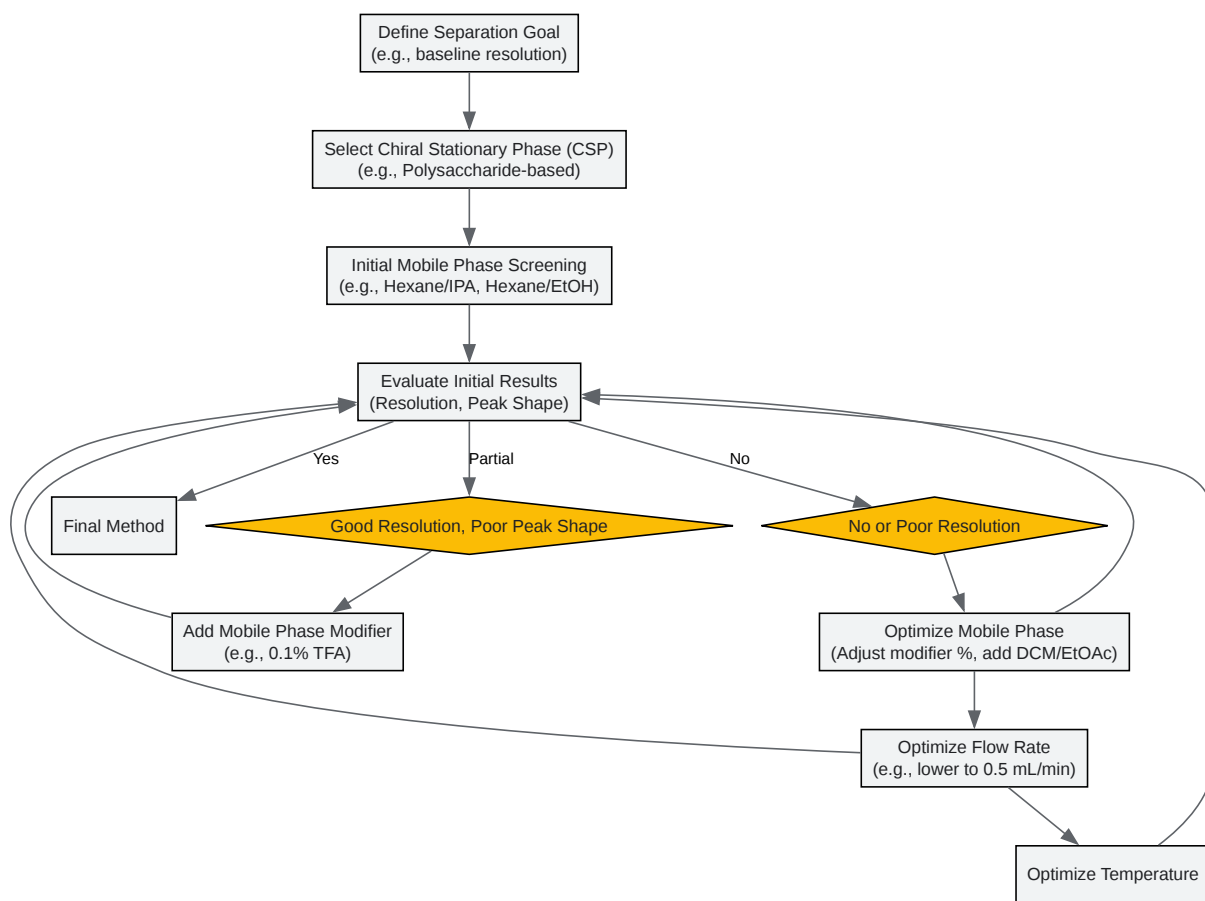 Define Separation Goal
(e.g., baseline resolution)
Select Chiral Stationary Phase (CSP)
(e.g., Polysaccharide-based)
Initial Mobile Phase Screening
(e.g., Hexane/IPA, Hexane/EtOH)
Evaluate Initial Results
(Resolution, Peak Shape)
Yes
Partial
No
Final Method
Good Resolution, Poor Peak Shape
No or Poor Resolution
Add Mobile Phase Modifier
(e.g., 0.1% TFA)
Optimize Mobile Phase
(Adjust modifier %, add DCM/EtOAc)
Optimize Flow Rate
(e.g., lower to 0.5 mL/min)
Optimize Temperature